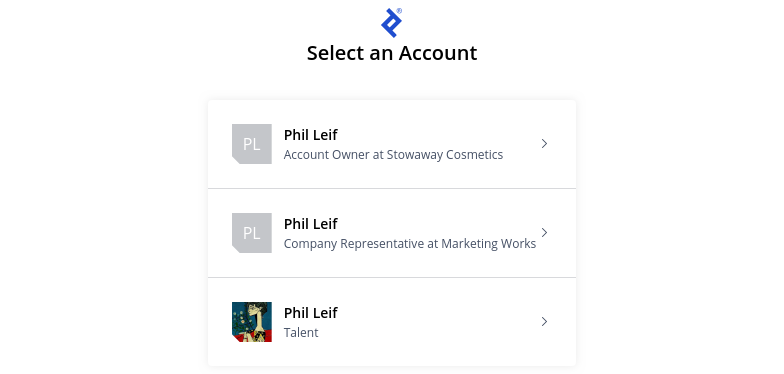 ®
Select an Account
PL
Phil Leif
Account Owner at Stowaway Cosmetics
PL
Phil Leif
Company Representative at Marketing Works
Phil Leif
Talent